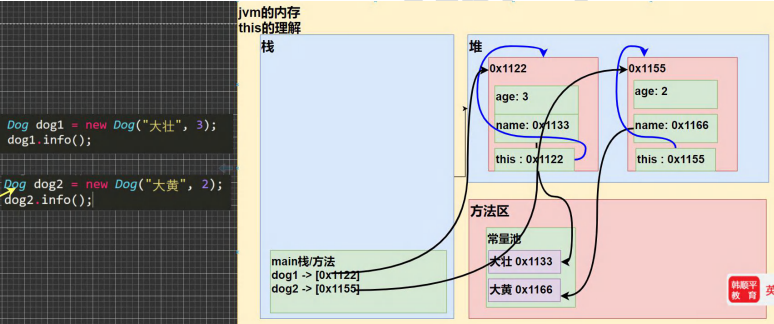 Dog dog1 = new Dog("大壮", 3);
dog1.info();
Dog dog2 = new Dog("大黄", 2);
dog2.info();
jvm的内存
this的理解
栈
main栈/方法
dog1 -> [0x1122]
dog2 -> [0x1155]
堆
0x1122
age: 3
name: 0x1133
this : 0x1122
0x1155
age: 2
name: 0x1166
this : 0x1155
方法区
常量池
大壮 0x1133
大黄 0x1166
韩顺平
教育
英